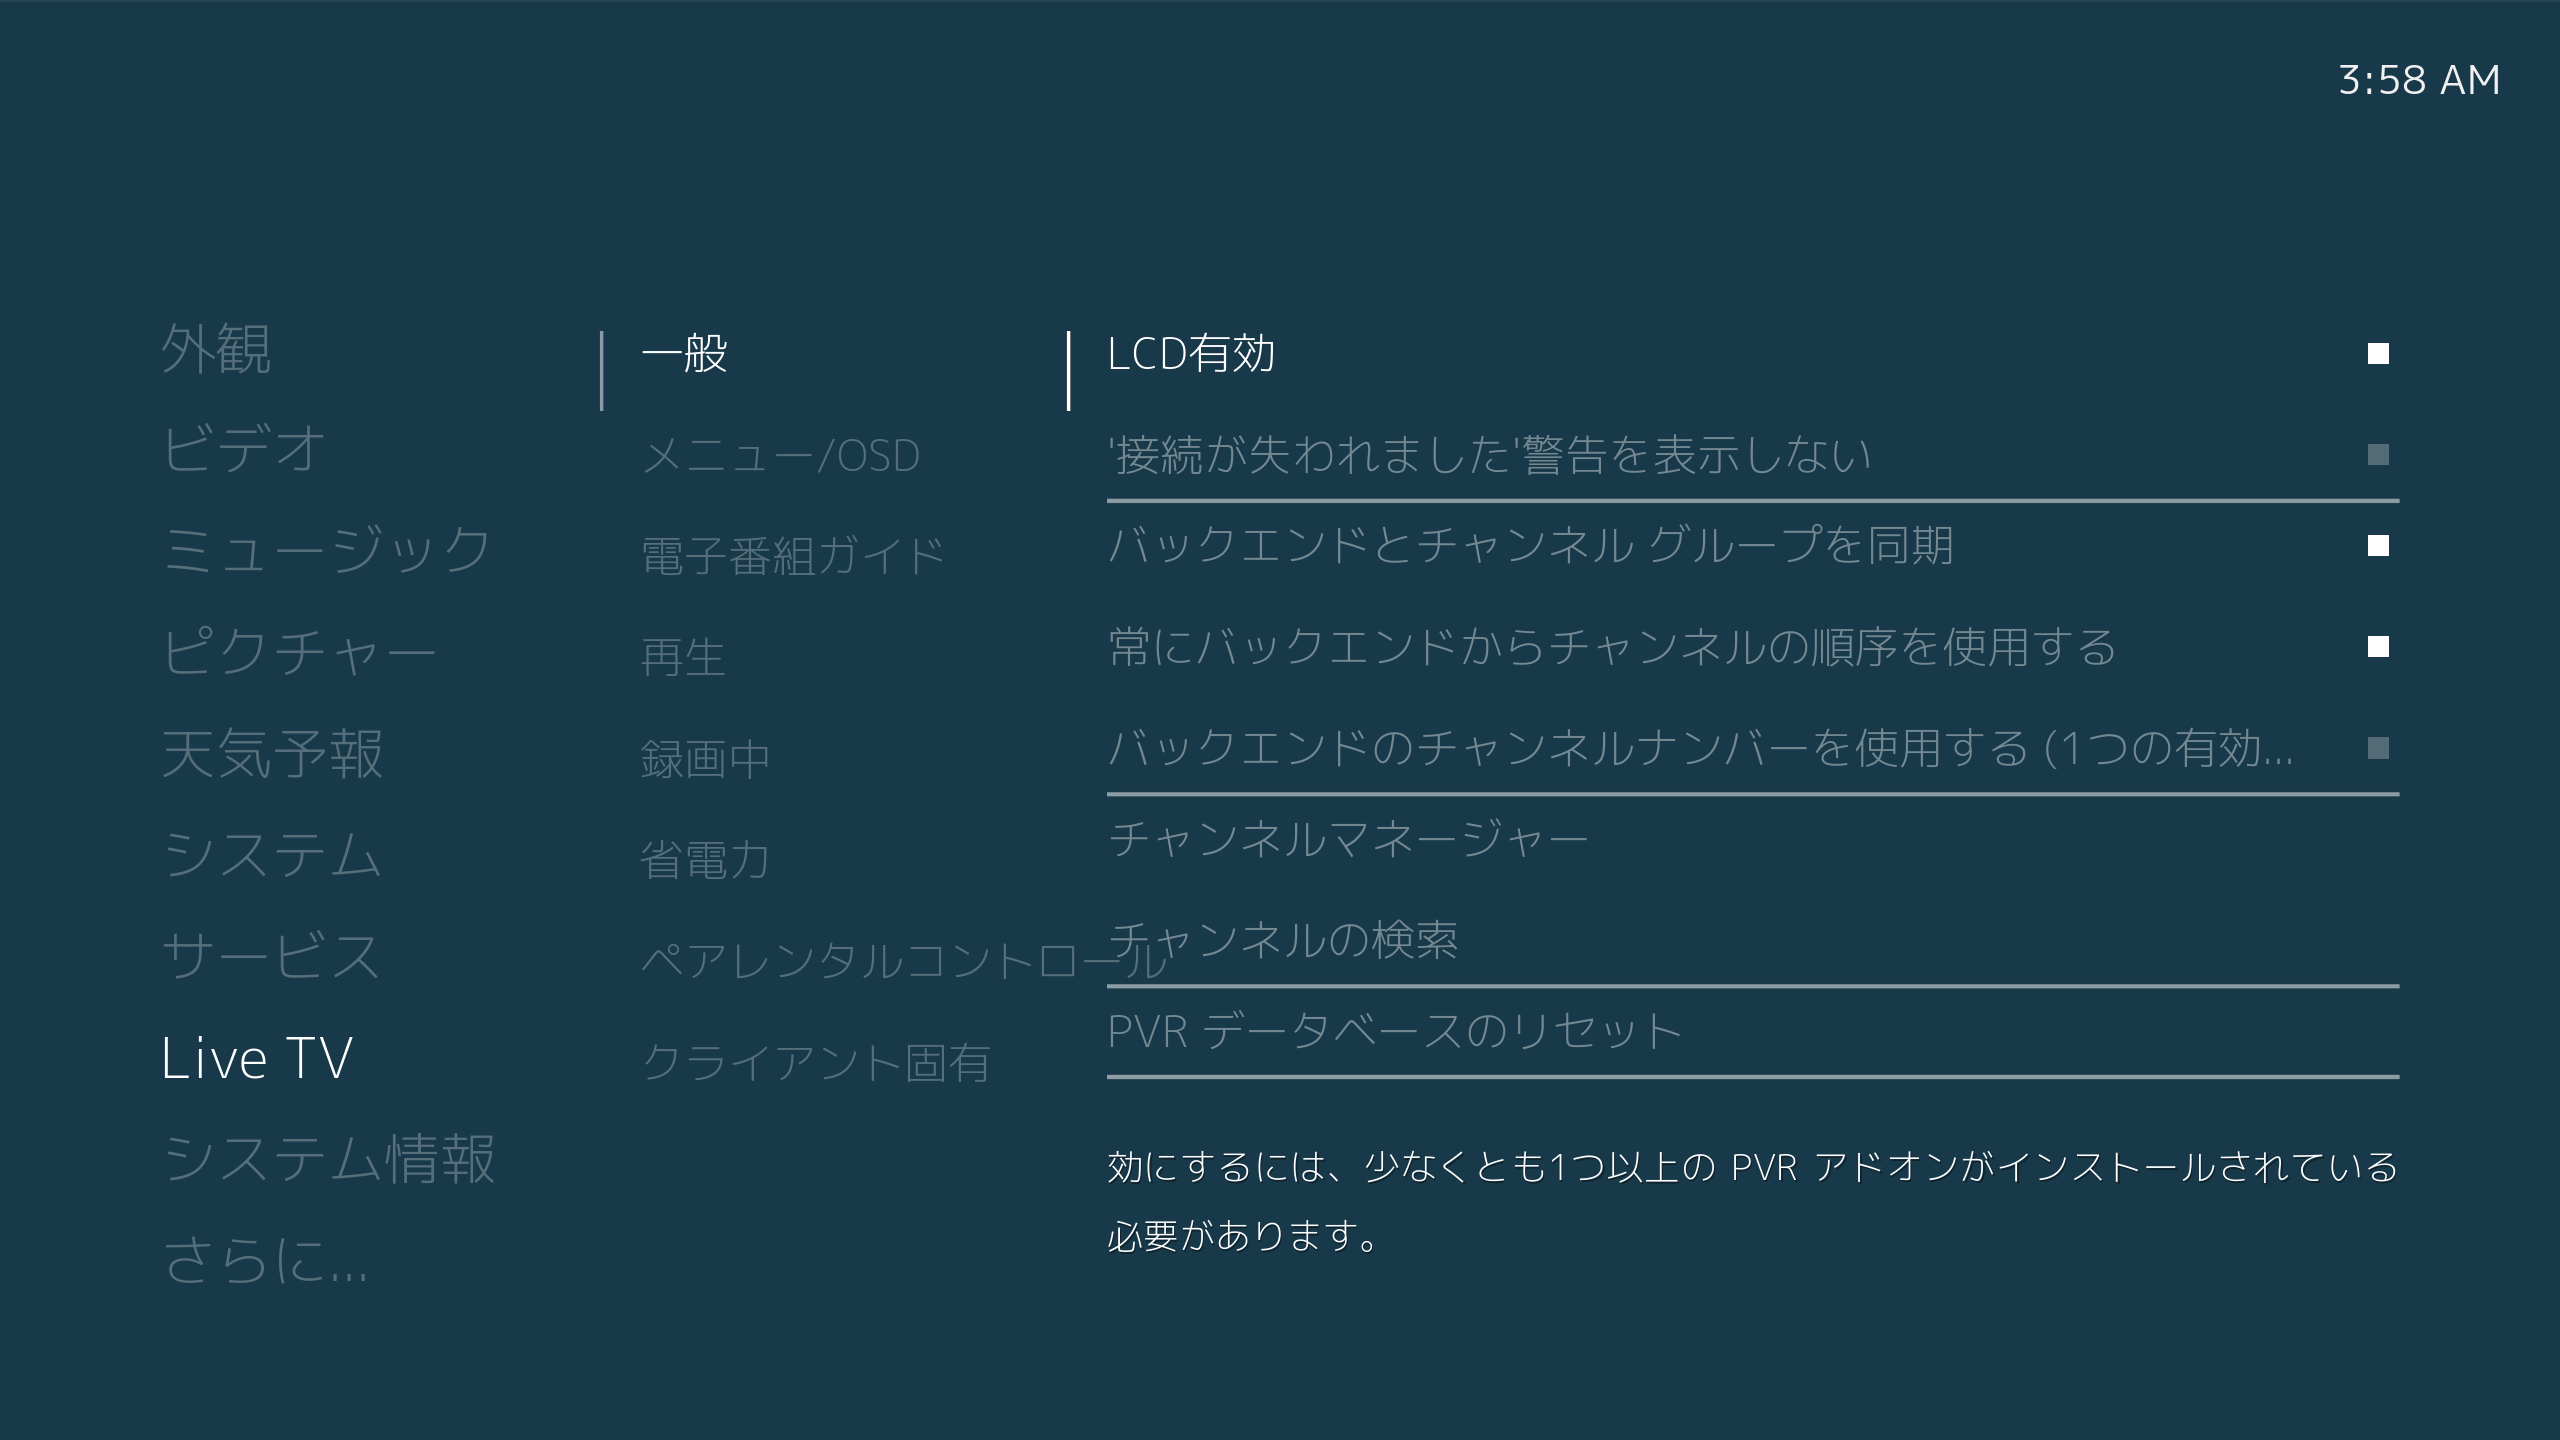 3:58 AM
外観
ビデオ
ミュージック
ピクチャー
天気予報
システム
サービス
Live TV
システム情報
さらに...
一般
メニュー/OSD
電子番組ガイド
再生
録画中
省電力
ペアレンタルコントロール
クライアント固有
LCD有効
'接続が失われました'警告を表示しない
バックエンドとチャンネル グループを同期
常にバックエンドからチャンネルの順序を使用する
バックエンドのチャンネルナンバーを使用する (1つの有効...
チャンネルマネージャー
チャンネルの検索
PVR データベースのリセット
効にするには、少なくとも1つ以上の PVR アドオンがインストールされている
必要があります。